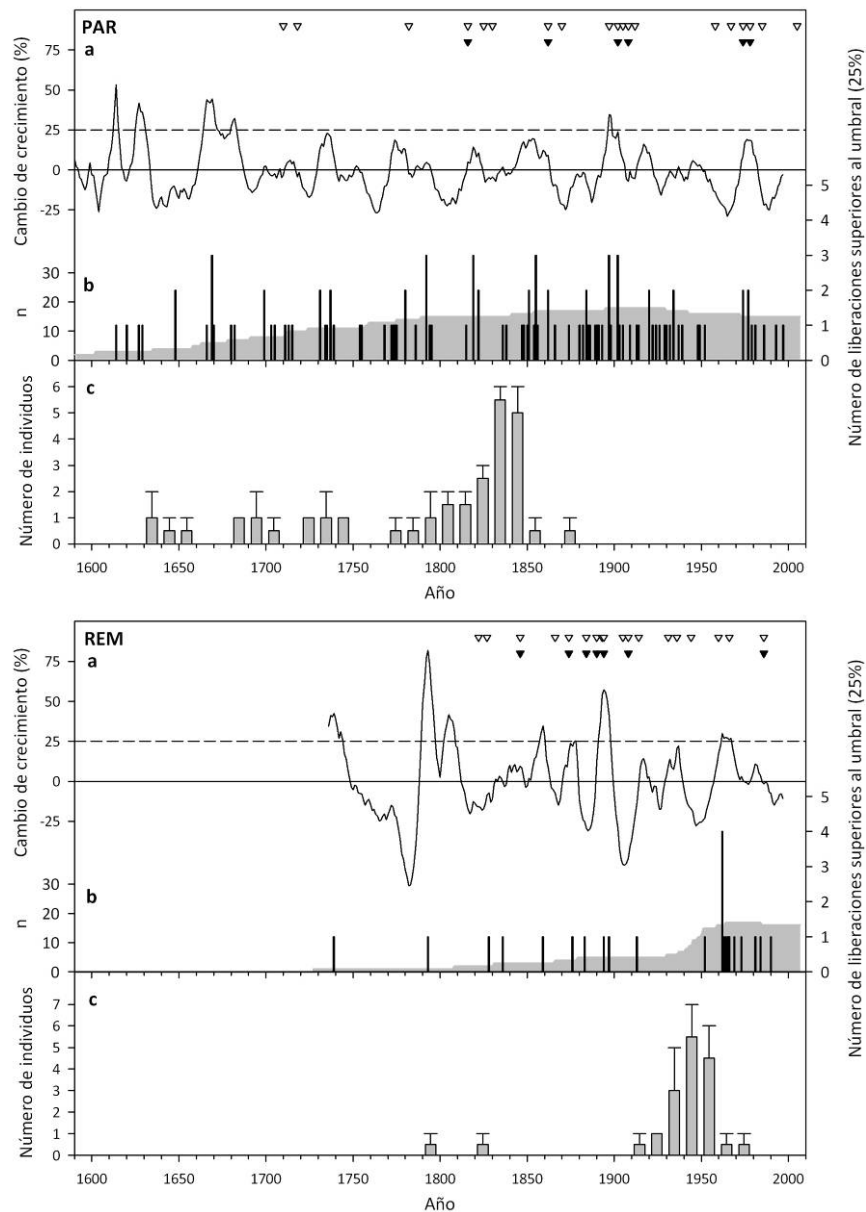 PAR
a
Cambio de crecimiento (%)
75
50
25
0
-25
Número de liberaciones superiores al umbral (25%)
5
4
3
2
1
0
b
n
30
20
10
0
c
Número de individuos
6
5
4
3
2
1
0
1600 1650 1700 1750 1800 1850 1900 1950 2000
Año
REM
a
Cambio de crecimiento (%)
75
50
25
0
-25
Número de liberaciones superiores al umbral (25%)
5
4
3
2
1
0
b
n
30
20
10
0
c
Número de individuos
7
6
5
4
3
2
1
0
1600 1650 1700 1750 1800 1850 1900 1950 2000
Año